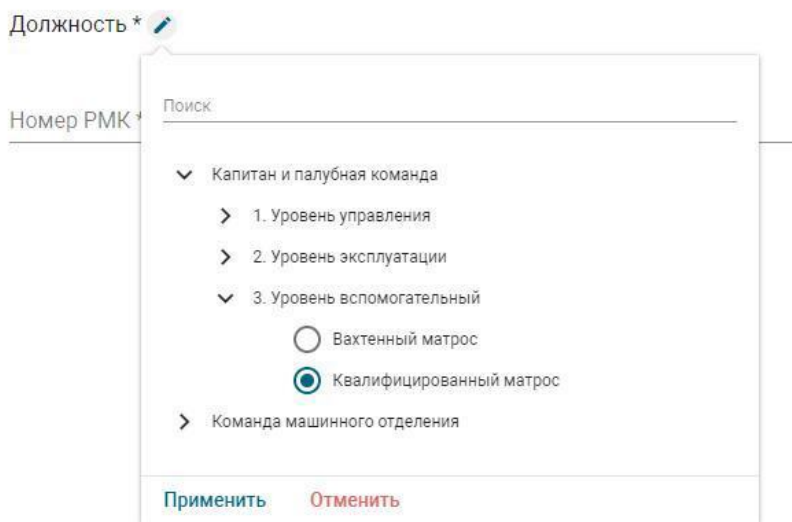 Должность *
Номер РМК *
Поиск
Капитан и палубная команда
1. Уровень управления
2. Уровень эксплуатации
3. Уровень вспомогательный
Вахтенный матрос
Квалифицированный матрос
Команда машинного отделения
Применить Отменить